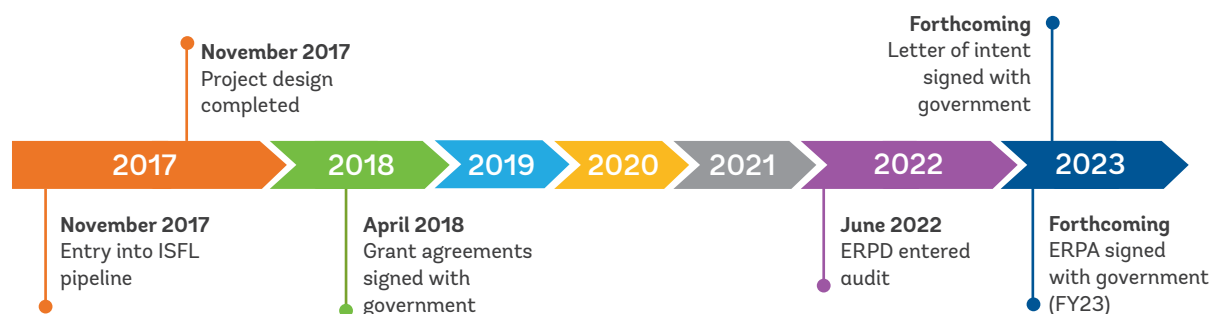 November 2017
Project design
completed
Forthcoming
Letter of intent
signed with
government
2017
2018
2019
2020
2021
2022
2023
November 2017
Entry into ISFL
pipeline
April 2018
Grant agreements
signed with
government
June 2022
ERPD entered
audit
Forthcoming
ERPA signed
with government
(FY23)